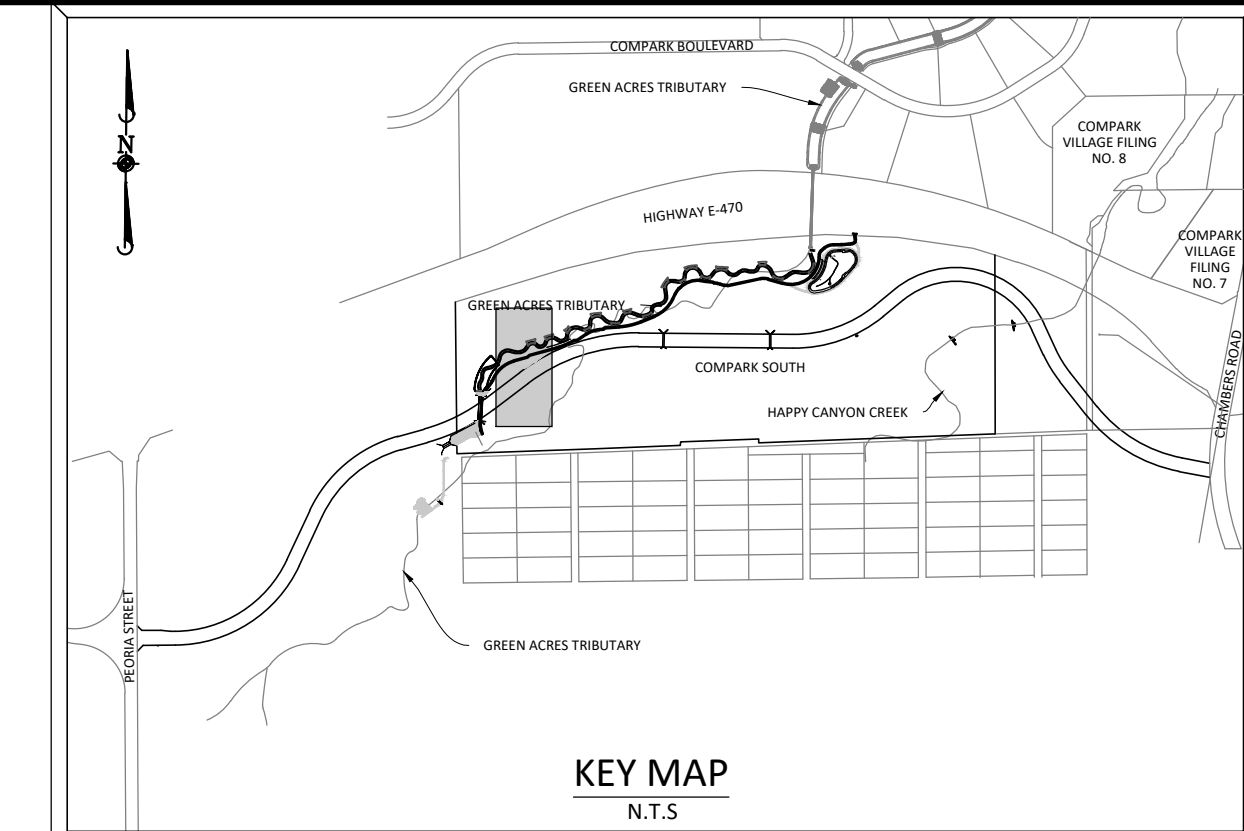 COMPARK BOULEVARD
GREEN ACRES TRIBUTARY
COMPARK
VILLAGE FILING
NO. 8
N
HIGHWAY E-470
COMPARK
VILLAGE
FILING
NO. 7
GREEN ACRES TRIBUTARY
COMPARK SOUTH
HAPPY CANYON CREEK
CHAMBERS ROAD
PEORIA STREET
GREEN ACRES TRIBUTARY
KEY MAP
N.T.S